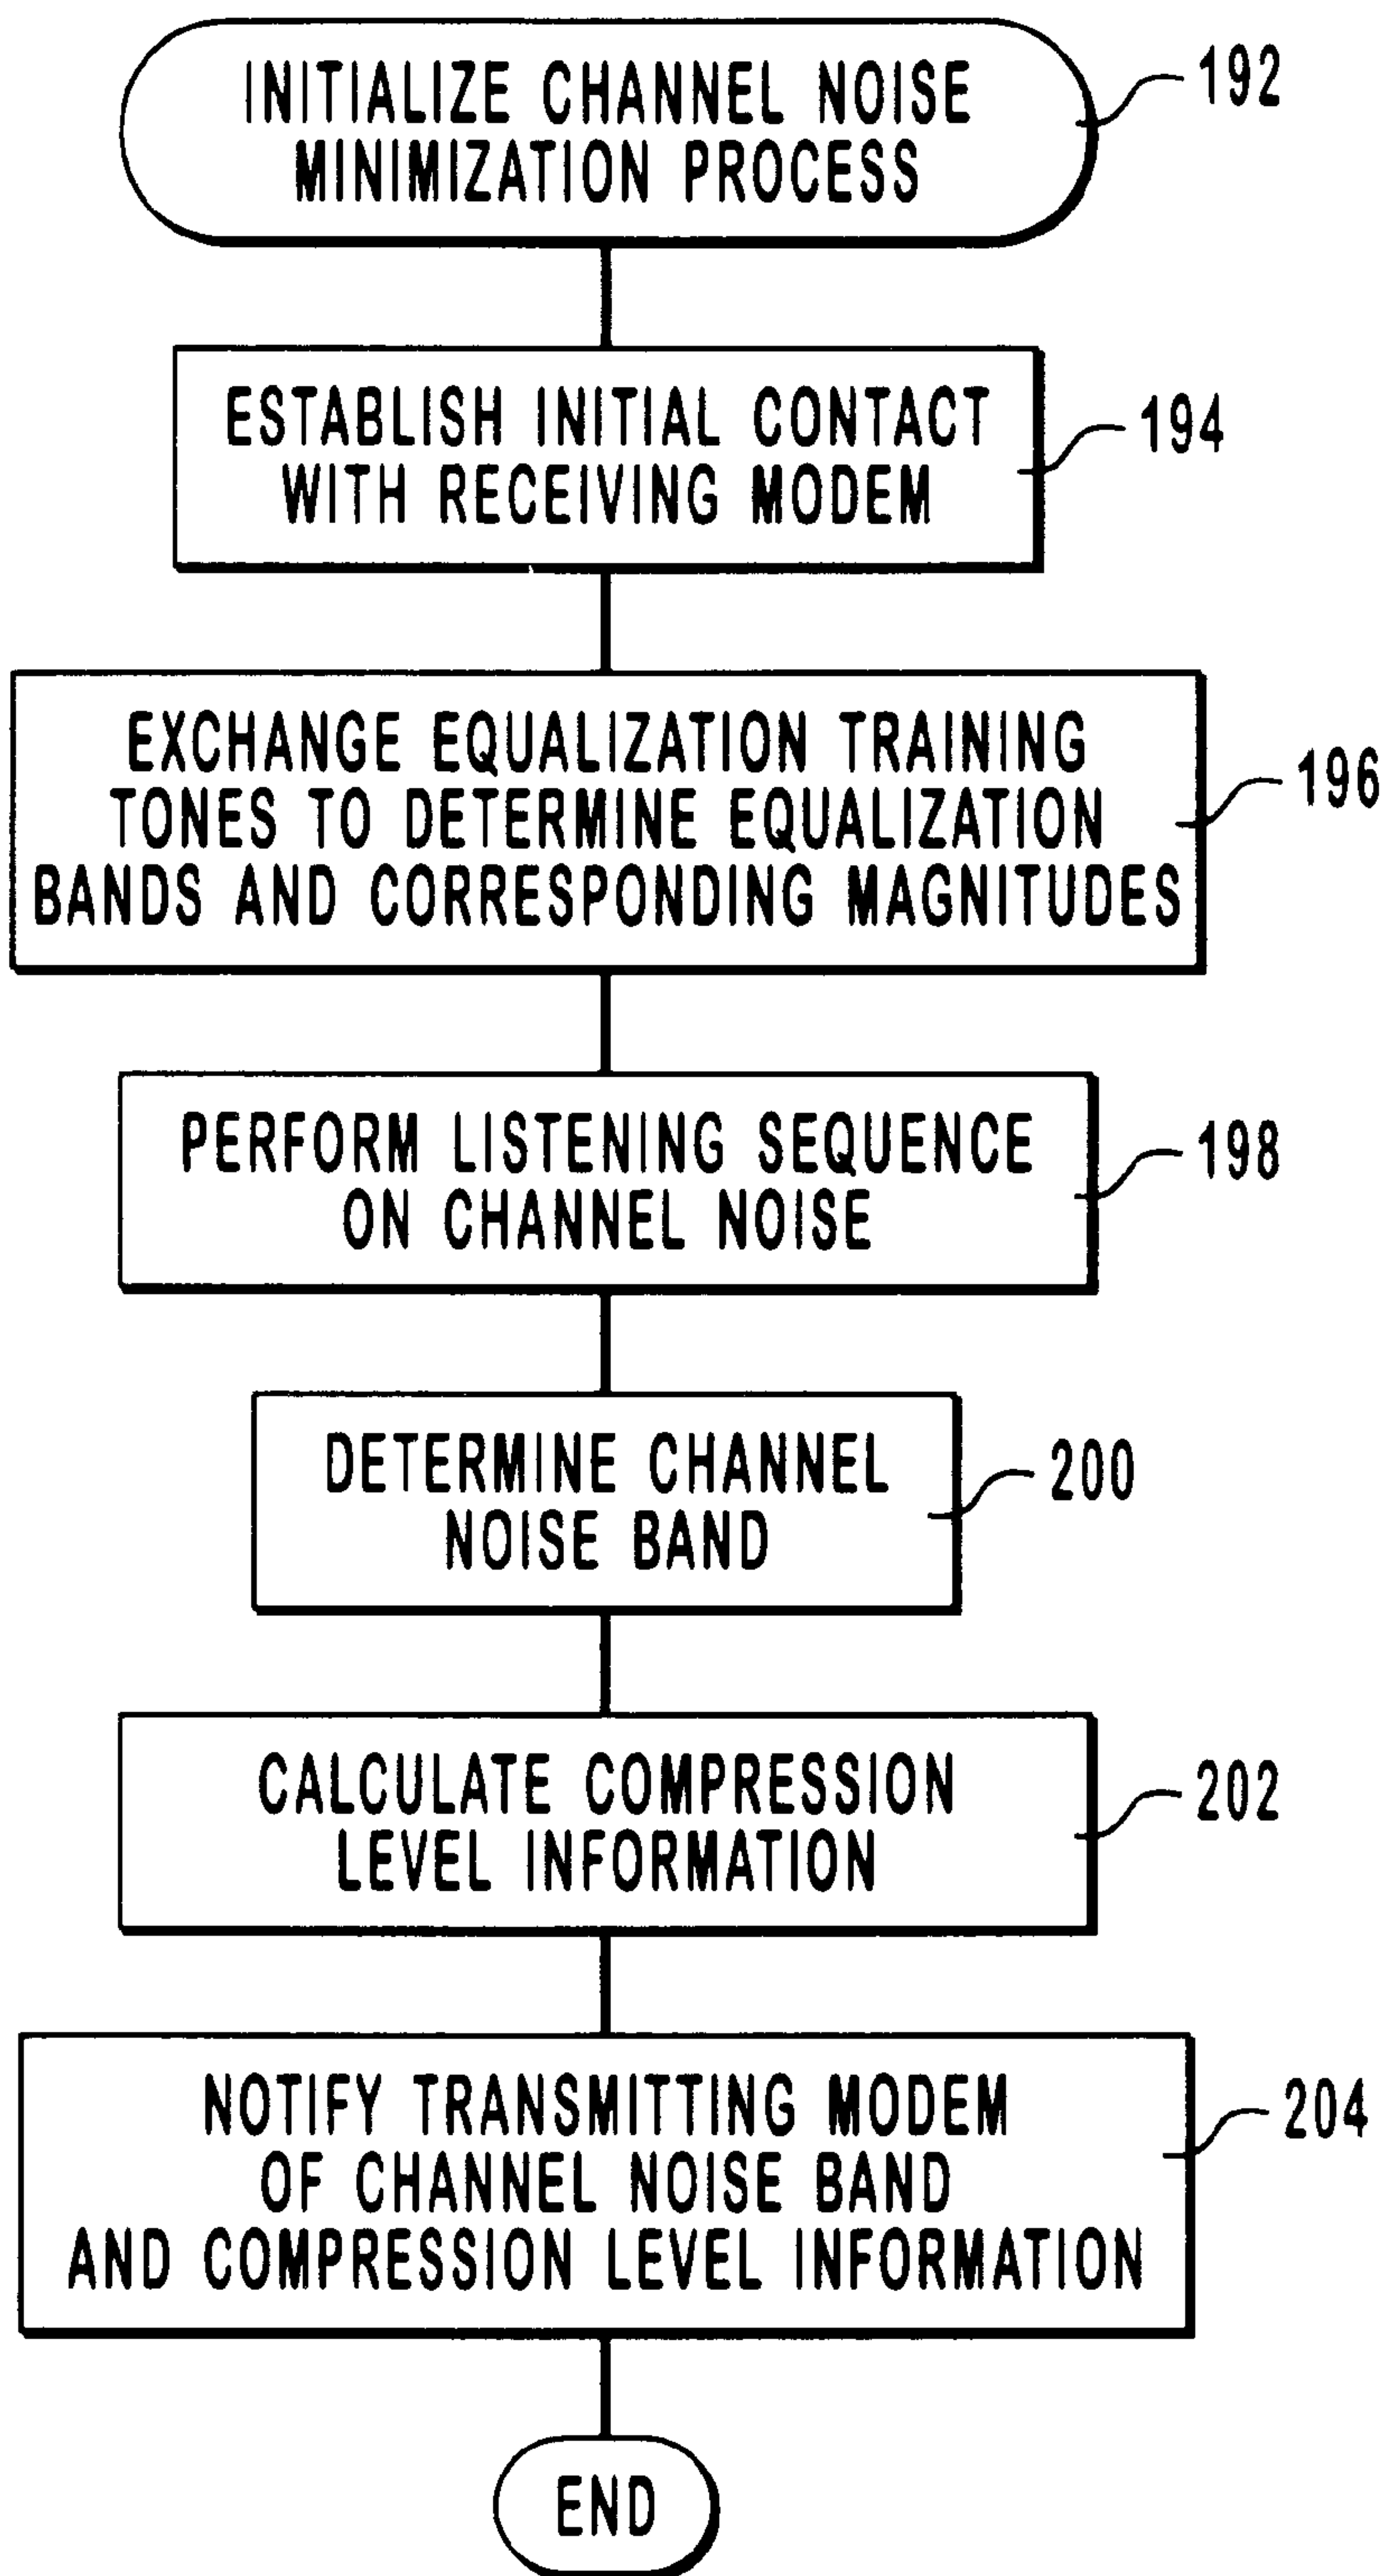 INITIALIZE CHANNEL NOISE
MINIMIZATION PROCESS
192
ESTABLISH INITIAL CONTACT
WITH RECEIVING MODEM
194
EXCHANGE EQUALIZATION TRAINING
TONES TO DETERMINE EQUALIZATION
BANDS AND CORRESPONDING MAGNITUDES
196
PERFORM LISTENING SEQUENCE
ON CHANNEL NOISE
198
DETERMINE CHANNEL
NOISE BAND
200
CALCULATE COMPRESSION
LEVEL INFORMATION
202
NOTIFY TRANSMITTING MODEM
OF CHANNEL NOISE BAND
AND COMPRESSION LEVEL INFORMATION
204
END